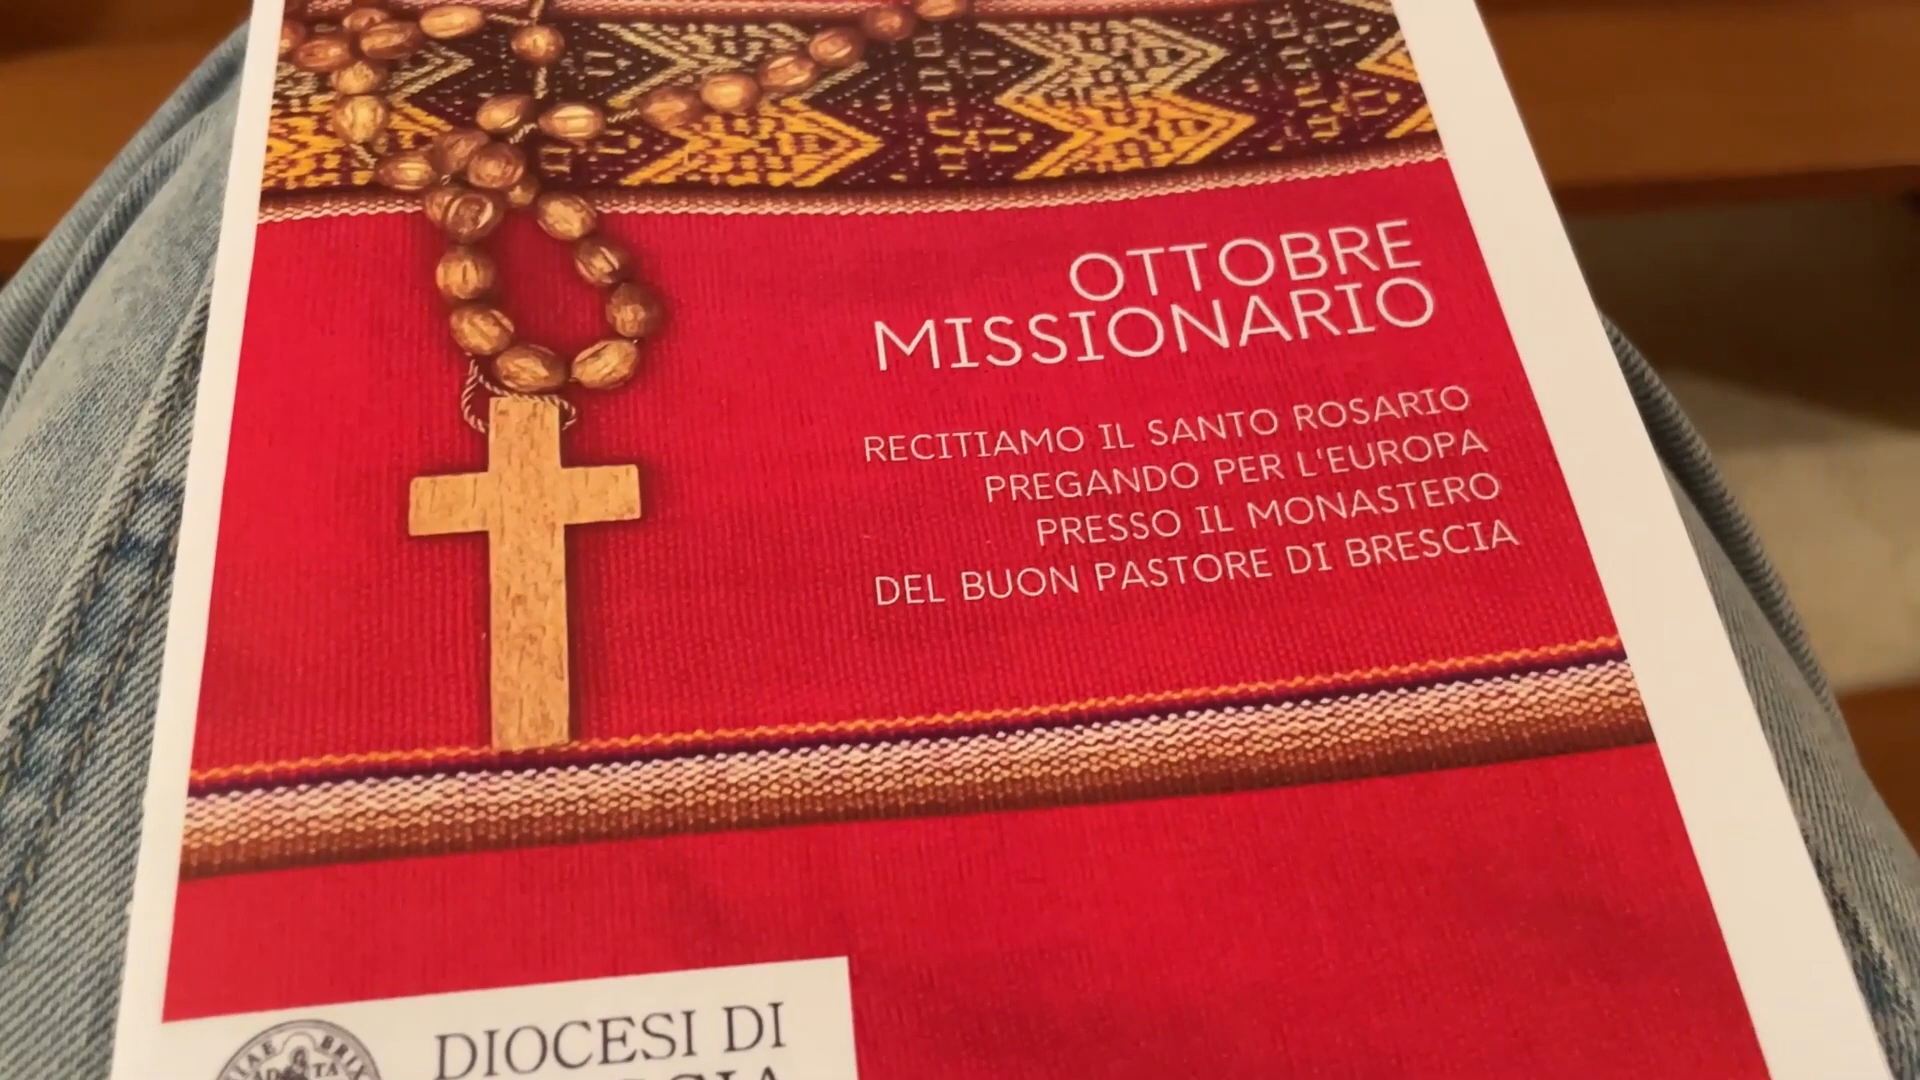 OTTOBRE
MISSIONARIO
RECITIAMO IL SANTO ROSARIO
PREGANDO PER L'EUROPA
PRESSO IL MONASTERO
DEL BUON PASTORE DI BRESCIA
DIOCESI DI